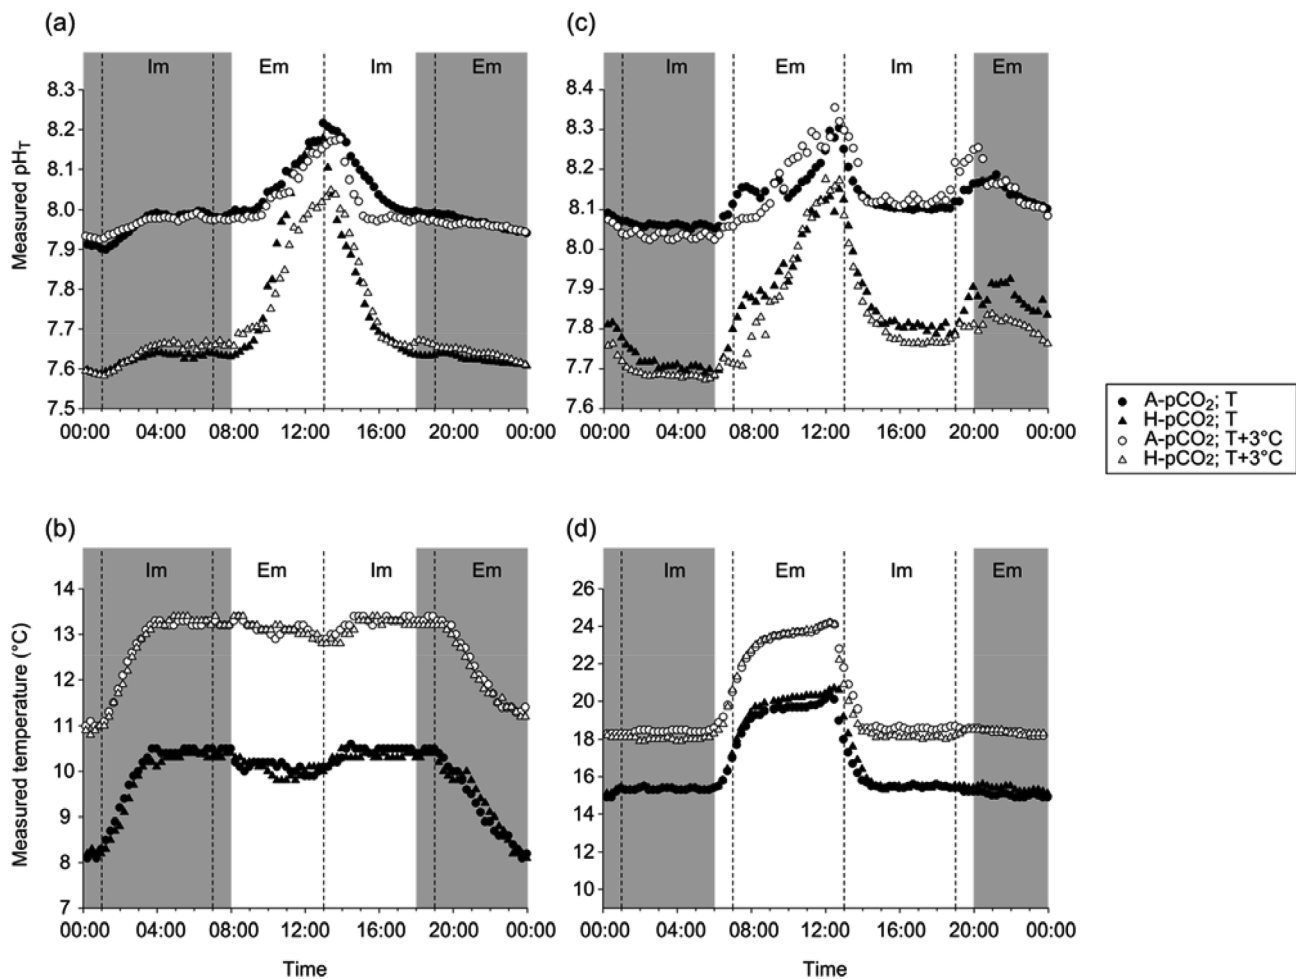 (a)
(c)
Im Em Im Em
Im Em Im Em
Measured pHT
8.3
8.2
8.1
8.0
7.9
7.8
7.7
7.6
7.5
8.4
8.3
8.2
8.1
8.0
7.9
7.8
7.7
7.6
00:00 04:00 08:00 12:00 16:00 20:00 00:00
00:00 04:00 08:00 12:00 16:00 20:00 00:00
A-pCO2; T
H-pCO2; T
A-pCO2; T+3°C
H-pCO2; T+3°C
(b)
(d)
Im Em Im Em
Im Em Im Em
Measured temperature (°C)
14
13
12
11
10
9
8
7
26
24
22
20
18
16
14
12
10
00:00 04:00 08:00 12:00 16:00 20:00 00:00
00:00 04:00 08:00 12:00 16:00 20:00 00:00
Time
Time